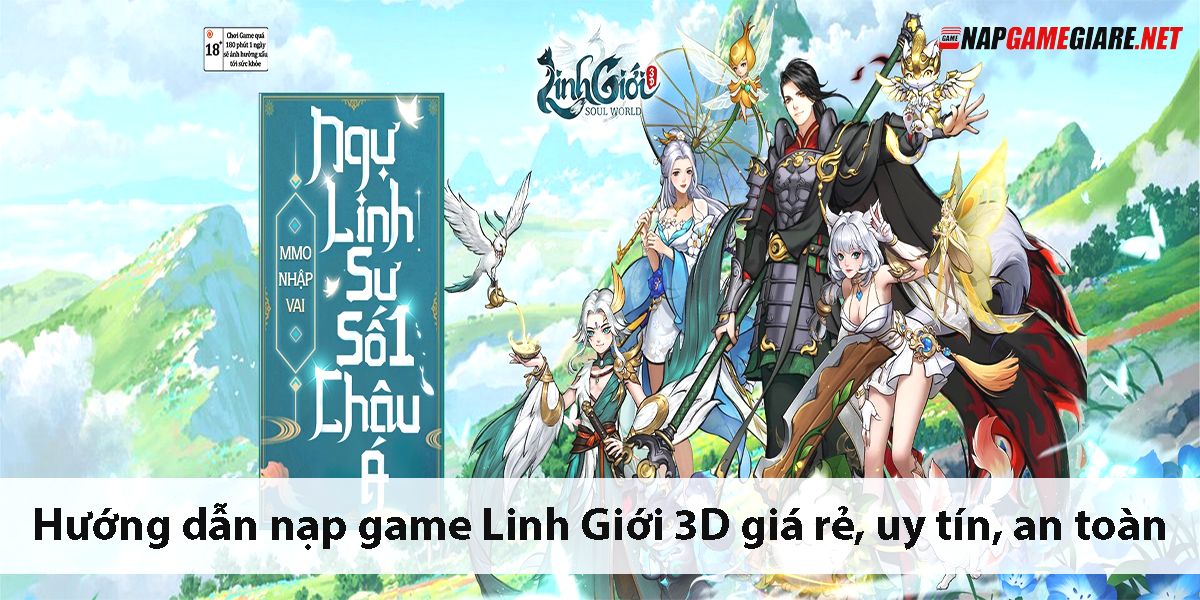 18+
Chơi Game quá
180 phút 1 ngày
sẽ ảnh hưởng xấu
tới sức khỏe
Linh Giới 3D
SOUL WORLD
GAME
NAPGAMEGIARE.NET
Ngự
Linh
Sư
Số 1
Châu
Á
MMO
NHẬP
VAI
Hướng dẫn nạp game Linh Giới 3D giá rẻ, uy tín, an toàn